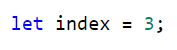 let index = 3;